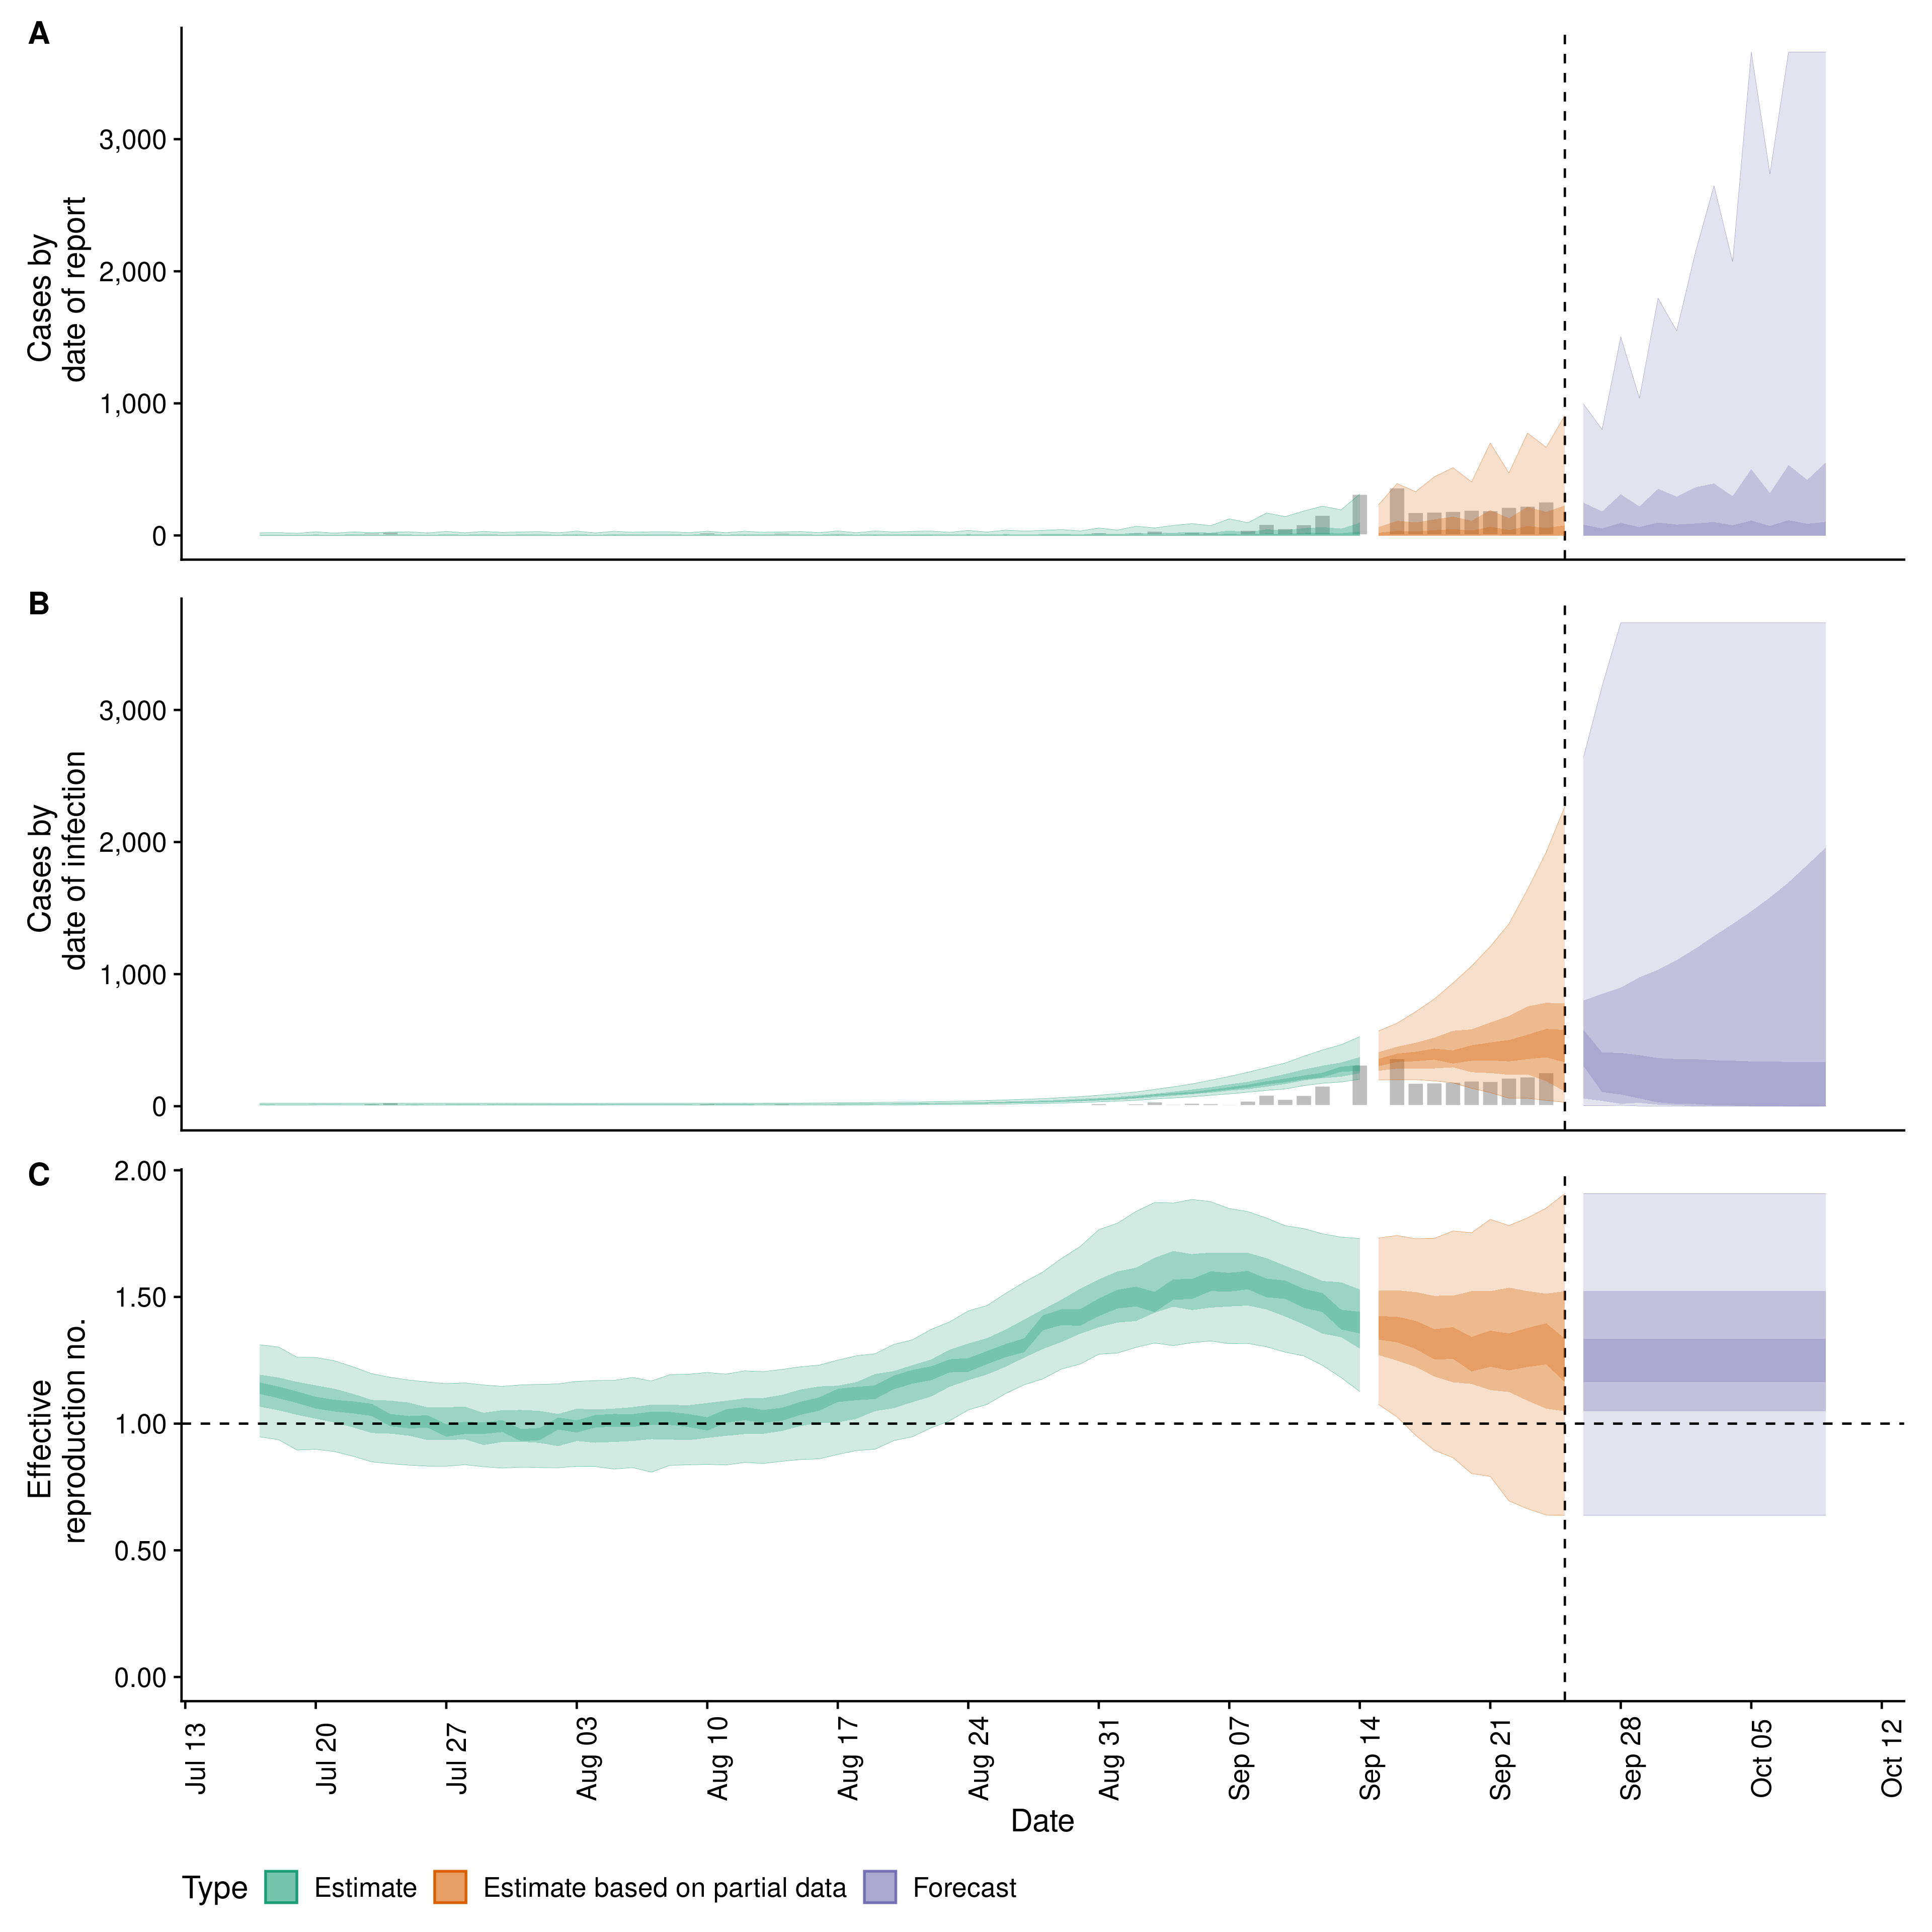 A
Cases by
date of report
3,000
2,000
1,000
0
B
Cases by
date of infection
3,000
2,000
1,000
0
C
Effective
reproduction no.
2.00
1.50
1.00
0.50
0.00
Jul 13
Jul 20
Jul 27
Aug 03
Aug 10
Aug 17
Aug 24
Aug 31
Sep 07
Sep 14
Sep 21
Sep 28
Oct 05
Oct 12
Date
Type Estimate Estimate based on partial data Forecast